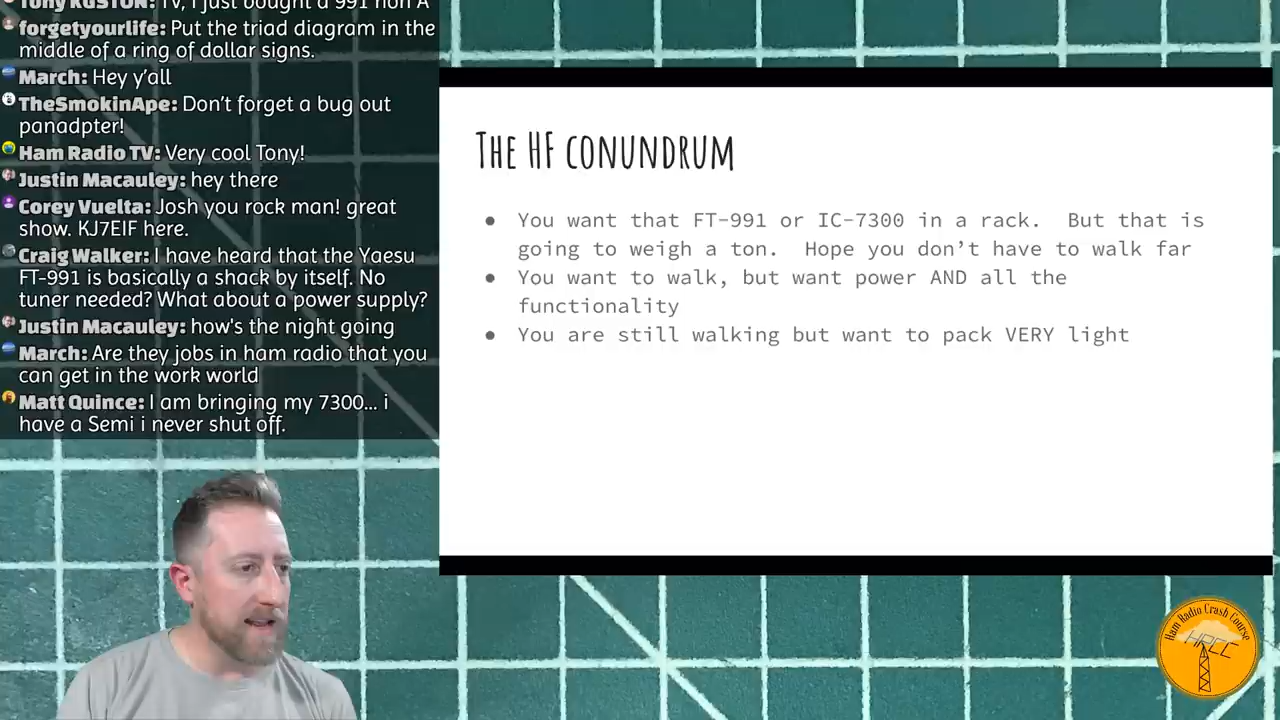 Tony KG5TON: TV, I just bought a 991 non A
forgetyourlife: Put the triad diagram in the
middle of a ring of dollar signs.
March: Hey y'all
TheSmokinApe: Don't forget a bug out
panadpter!
Ham Radio TV: Very cool Tony!
Justin Macauley: hey there
Corey Vuelta: Josh you rock man! great
show. KJ7EIF here.
Craig Walker: I have heard that the Yaesu
FT-991 is basically a shack by itself. No
tuner needed? What about a power supply?
Justin Macauley: how's the night going
March: Are they jobs in ham radio that you
can get in the work world
Matt Quince: I am bringing my 7300... i
have a Semi i never shut off.
The HF conundrum
● You want that FT-991 or IC-7300 in a rack. But that is
going to weigh a ton. Hope you don't have to walk far
● You want to walk, but want power AND all the
functionality
● You are still walking but want to pack VERY light
Ham Radio Crash Course
HRCC